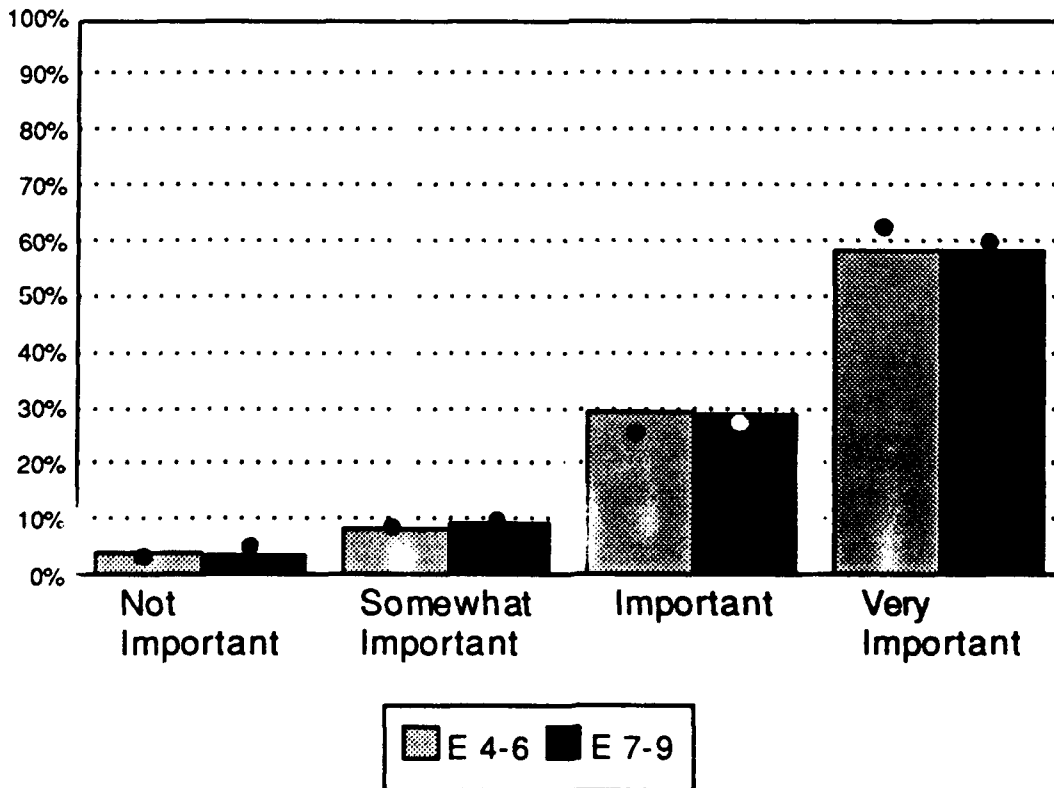 100%
90%
80%
70%
60%
50%
40%
30%
20%
10%
0%
Not Important
Somewhat Important
Important
Very Important
E 4-6 E 7-9